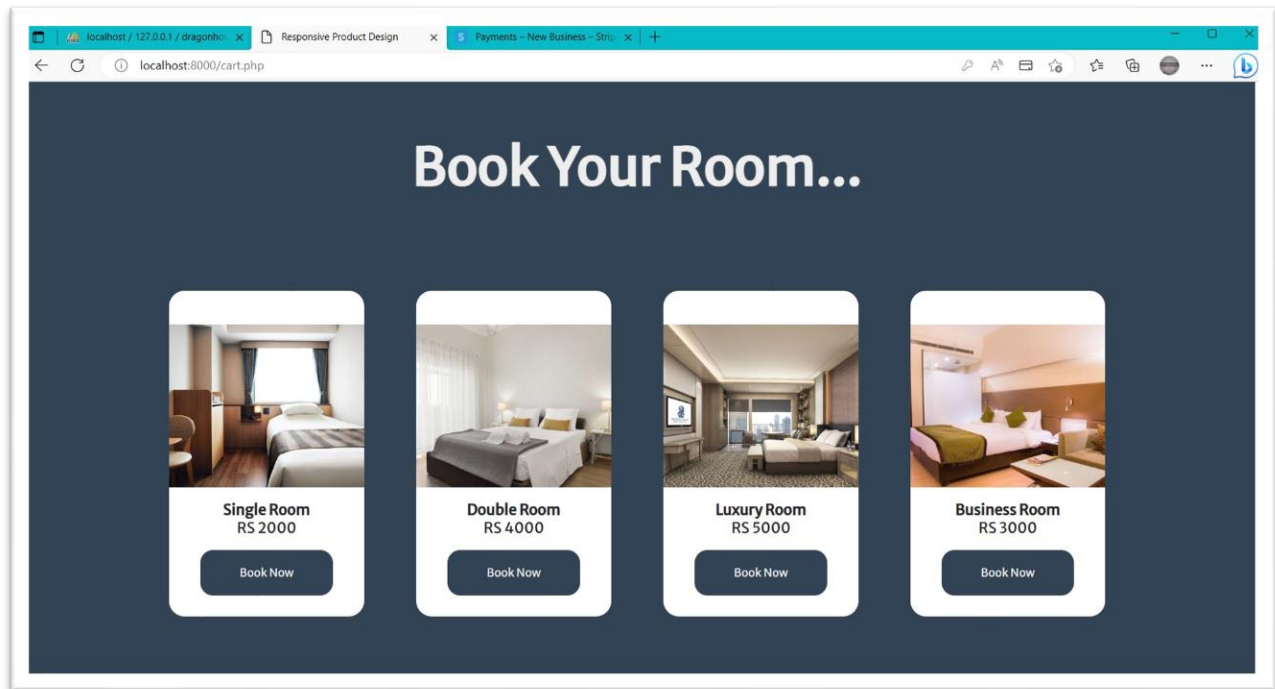 localhost / 127.0.0.1 / dragonho
Responsive Product Design
Payments – New Business – Strip
localhost:8000/cart.php
Book Your Room...
Single Room
RS 2000
Book Now
Double Room
RS 4000
Book Now
Luxury Room
RS 5000
Book Now
Business Room
RS 3000
Book Now